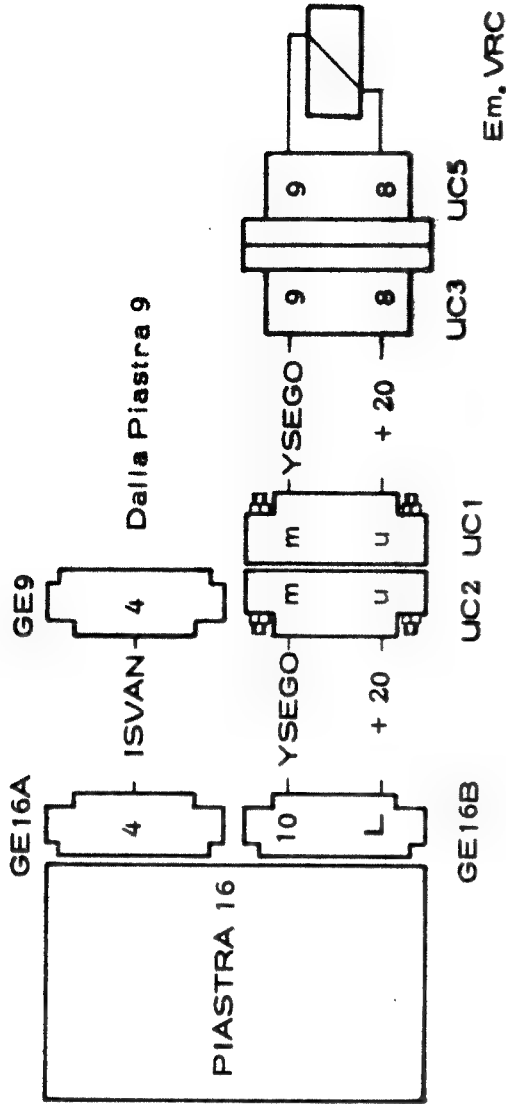 GE16A
GE9
4
ISVAN
4
Dalla Piastra 9
PIASTRA 16
10
YSEGO
m
m
YSEGO
9
9
L
+ 20
u
u
+ 20
8
8
GE16B
UC2
UC1
UC3
UC5
Em. VRC